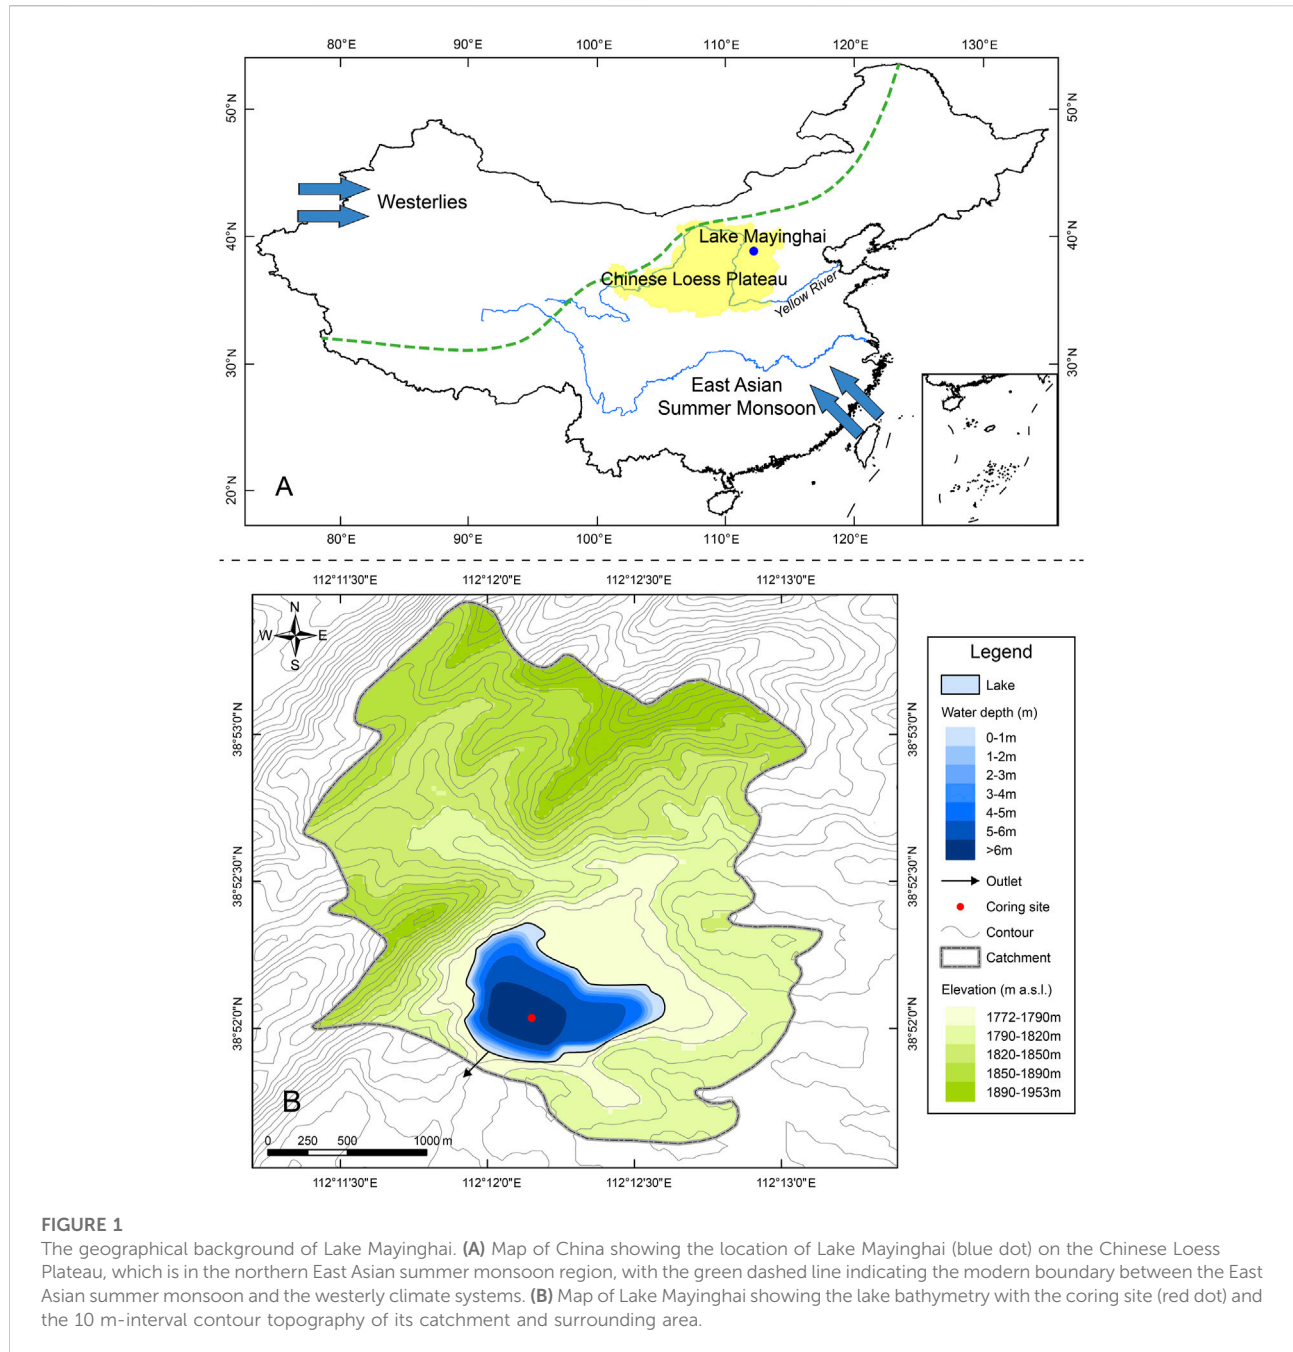 80°E 90°E 100°E 110°E 120°E 130°E
50°N 50°N
Westerlies
40°N 40°N
Lake Mayinghai
Chinese Loess Plateau
Yellow River
30°N 30°N
East Asian
Summer Monsoon
A
20°N 20°N
80°E 90°E 100°E 110°E 120°E
112°11'30"E 112°12'0"E 112°12'30"E 112°13'0"E
N
W E
S
38°53'0"N 38°53'0"N
38°52'30"N 38°52'30"N
38°52'0"N 38°52'0"N
B
0 250 500 1000 m
112°11'30"E 112°12'0"E 112°12'30"E 112°13'0"E
Legend
Lake
Water depth (m)
0-1m
1-2m
2-3m
3-4m
4-5m
5-6m
>6m
Outlet
Coring site
Contour
Catchment
Elevation (m a.s.l.)
1772-1790m
1790-1820m
1820-1850m
1850-1890m
1890-1953m
FIGURE 1
The geographical background of Lake Mayinghai. (A) Map of China showing the location of Lake Mayinghai (blue dot) on the Chinese Loess
Plateau, which is in the northern East Asian summer monsoon region, with the green dashed line indicating the modern boundary between the East
Asian summer monsoon and the westerly climate systems. (B) Map of Lake Mayinghai showing the lake bathymetry with the coring site (red dot) and
the 10 m-interval contour topography of its catchment and surrounding area.